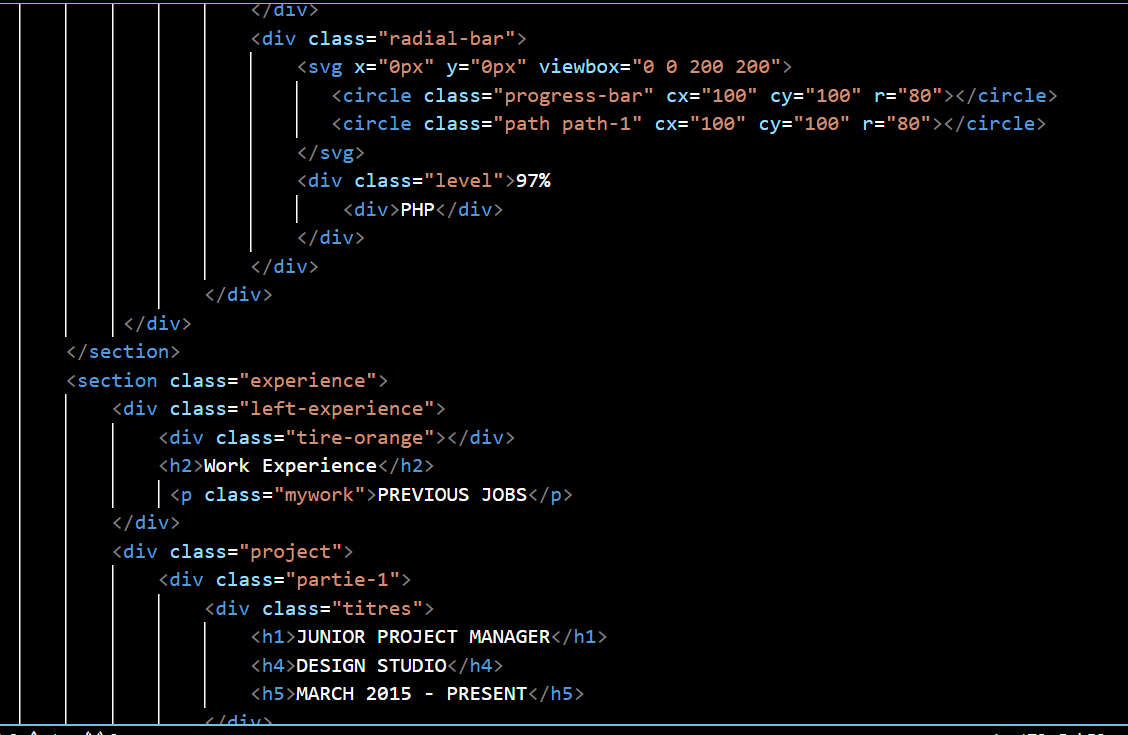 </div>
<div class="radial-bar">
<svg x="0px" y="0px" viewbox="0 0 200 200">
<circle class="progress-bar" cx="100" cy="100" r="80"></circle>
<circle class="path path-1" cx="100" cy="100" r="80"></circle>
</svg>
<div class="level">97%
<div>PHP</div>
</div>
</div>
</div>
</div>
</section>
<section class="experience">
<div class="left-experience">
<div class="tire-orange"></div>
<h2>Work Experience</h2>
<p class="mywork">PREVIOUS JOBS</p>
</div>
<div class="project">
<div class="partie-1">
<div class="titres">
<h1>JUNIOR PROJECT MANAGER</h1>
<h4>DESIGN STUDIO</h4>
<h5>MARCH 2015 - PRESENT</h5>
</div>